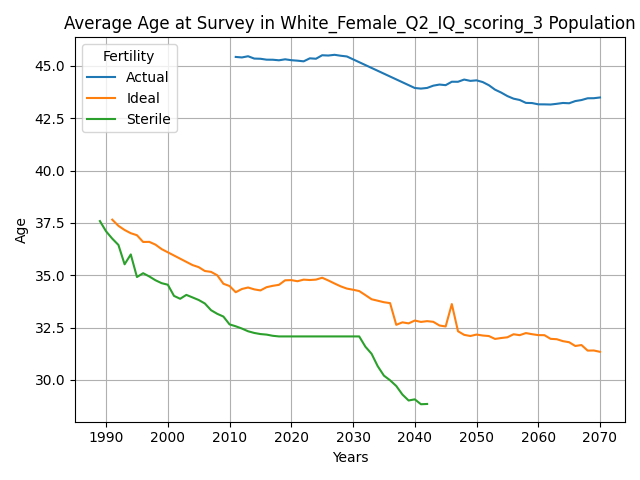 Average Age at Survey in White_Female_Q2_IQ_scoring_3 Population
Fertility
Actual
Ideal
Sterile
45.0
42.5
40.0
37.5
35.0
32.5
30.0
Age
1990 2000 2010 2020 2030 2040 2050 2060 2070
Years